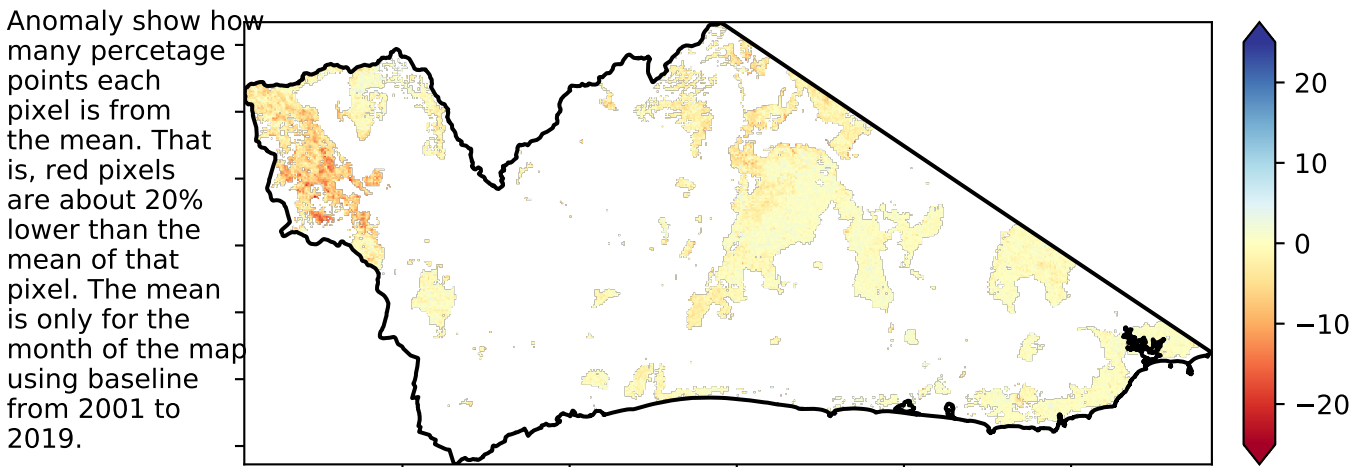 Anomaly show how
many percetage
points each
pixel is from
the mean. That
is, red pixels
are about 20%
lower than the
mean of that
pixel. The mean
is only for the
month of the map
using baseline
from 2001 to
2019.
20
10
0
−10
−20